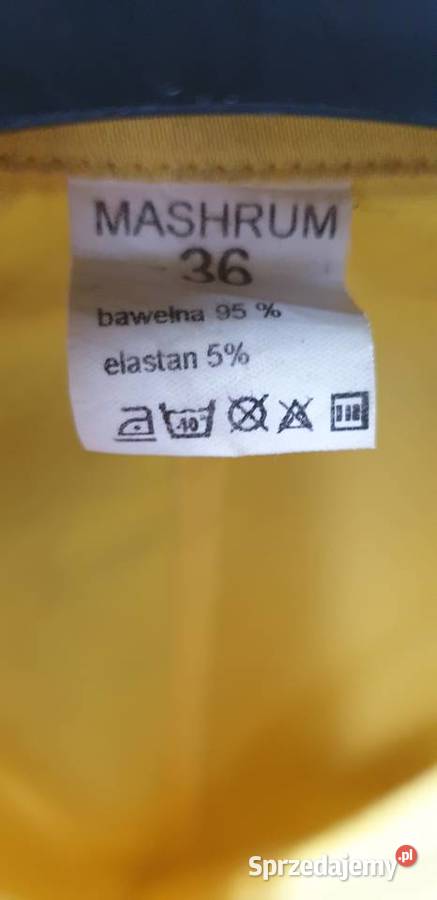 MASHRUM
36
bawełna 95 %
elastan 5%
40°
Sprzedajemy.pl